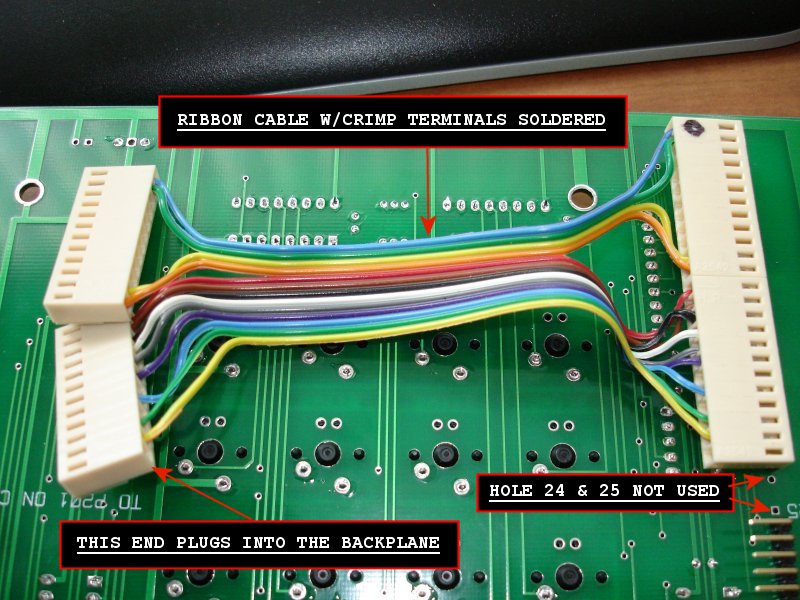 RIBBON CABLE W/CRIMP TERMINALS SOLDERED
HOLE 24 & 25 NOT USED
TO P201 ON C
25
THIS END PLUGS INTO THE BACKPLANE